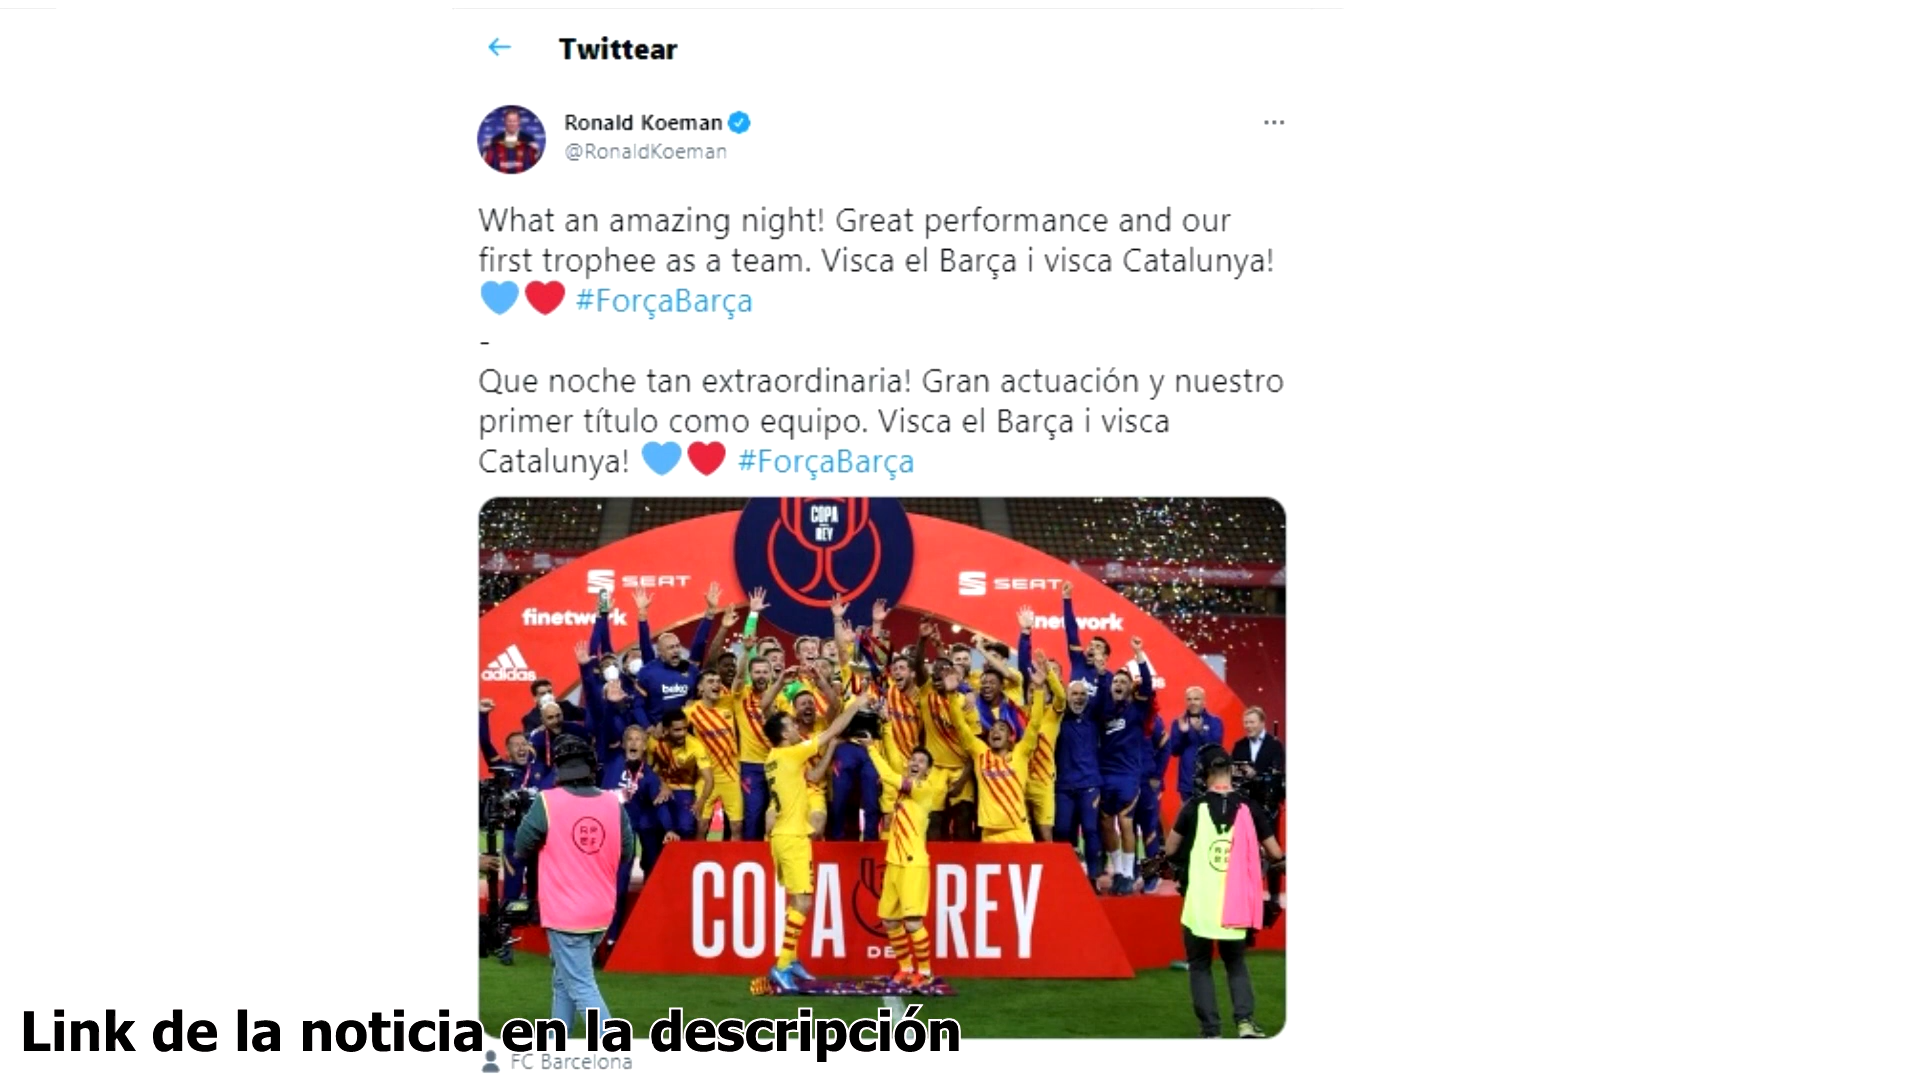 Twittear
Ronald Koeman
@RonaldKoeman
What an amazing night! Great performance and our
first trophee as a team. Visca el Barça i visca Catalunya!
#ForçaBarça
-
Que noche tan extraordinaria! Gran actuación y nuestro
primer título como equipo. Visca el Barça i visca
Catalunya! #ForçaBarça
COPA
REY
SEAT
SEAT
finetwork
adidas
beko
COPA DE REY
Link de la noticia en la descripción
FC Barcelona